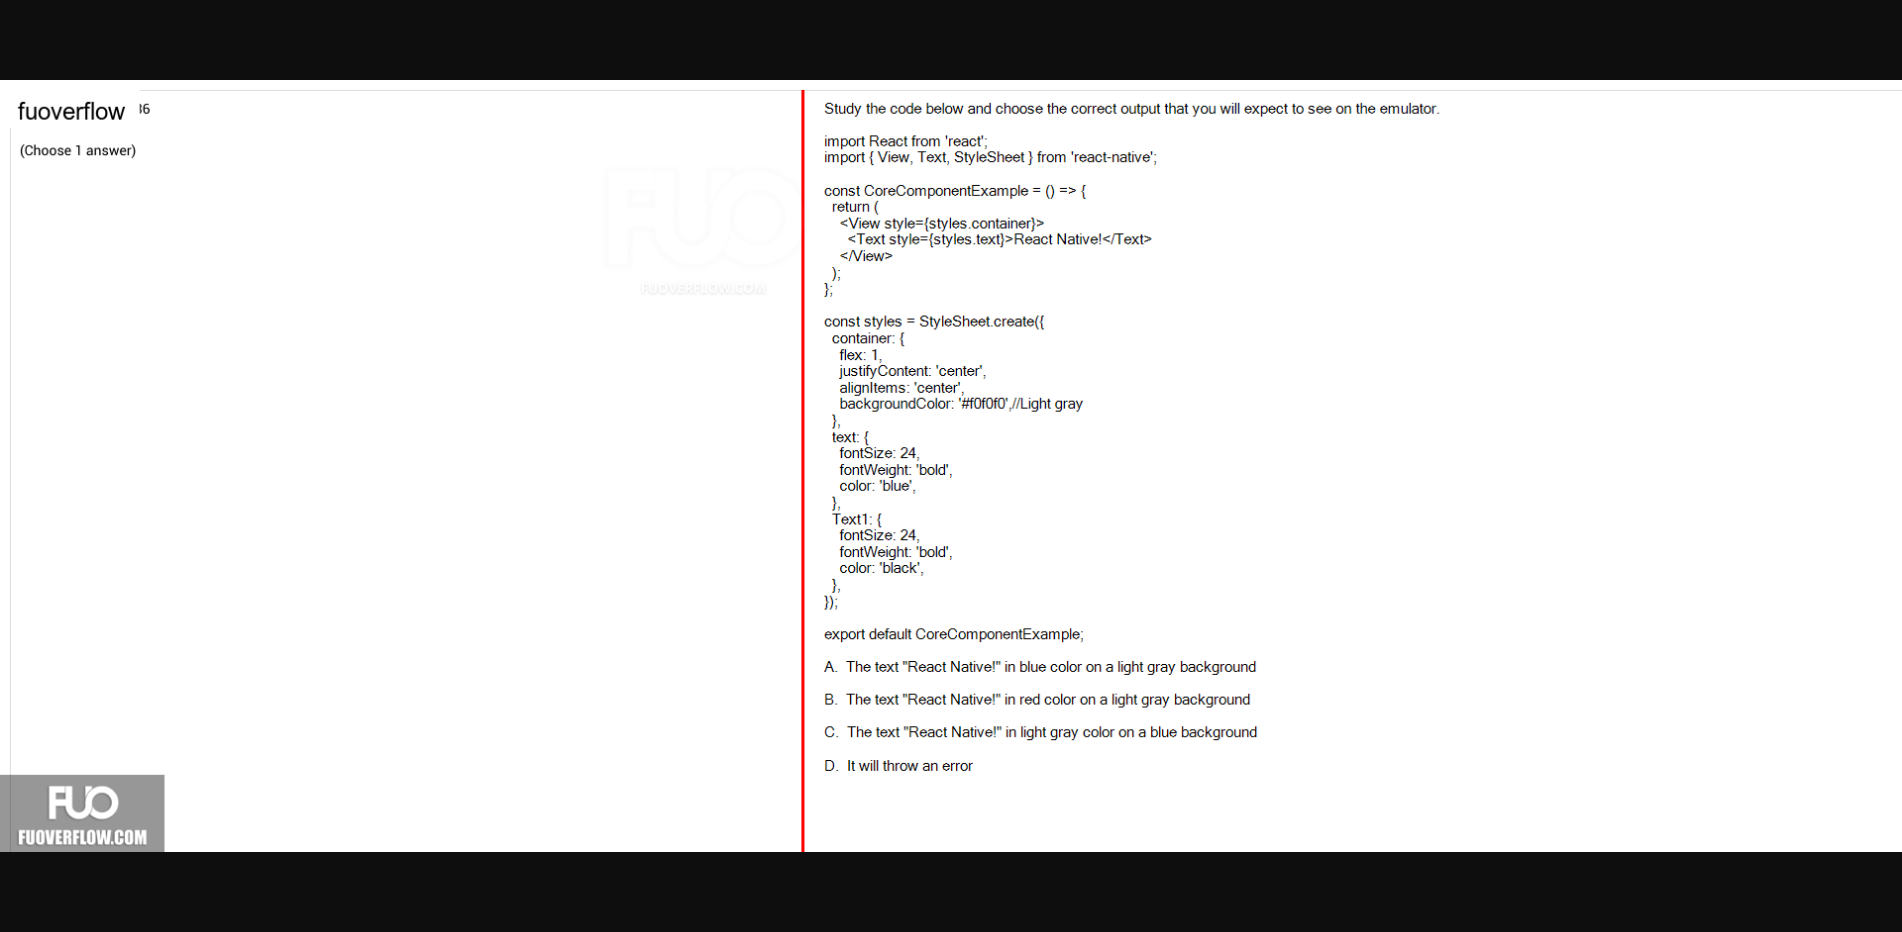 fuoverflow 36
(Choose 1 answer)
FUO
FUOVERFLOW.COM
Study the code below and choose the correct output that you will expect to see on the emulator.
import React from 'react';
import { View, Text, StyleSheet } from 'react-native';
const CoreComponentExample = () => {
return (
<View style={styles.container}>
<Text style={styles.text}>React Native!</Text>
</View>
);
};
const styles = StyleSheet.create({
container: {
flex: 1,
justifyContent: 'center',
alignItems: 'center',
backgroundColor: '#f0f0f0',//Light gray
},
text: {
fontSize: 24,
fontWeight: 'bold',
color: 'blue',
},
Text1: {
fontSize: 24,
fontWeight: 'bold',
color: 'black',
},
});
export default CoreComponentExample;
A. The text "React Native!" in blue color on a light gray background
B. The text "React Native!" in red color on a light gray background
C. The text "React Native!" in light gray color on a blue background
D. It will throw an error
FUO
FUOVERFLOW.COM